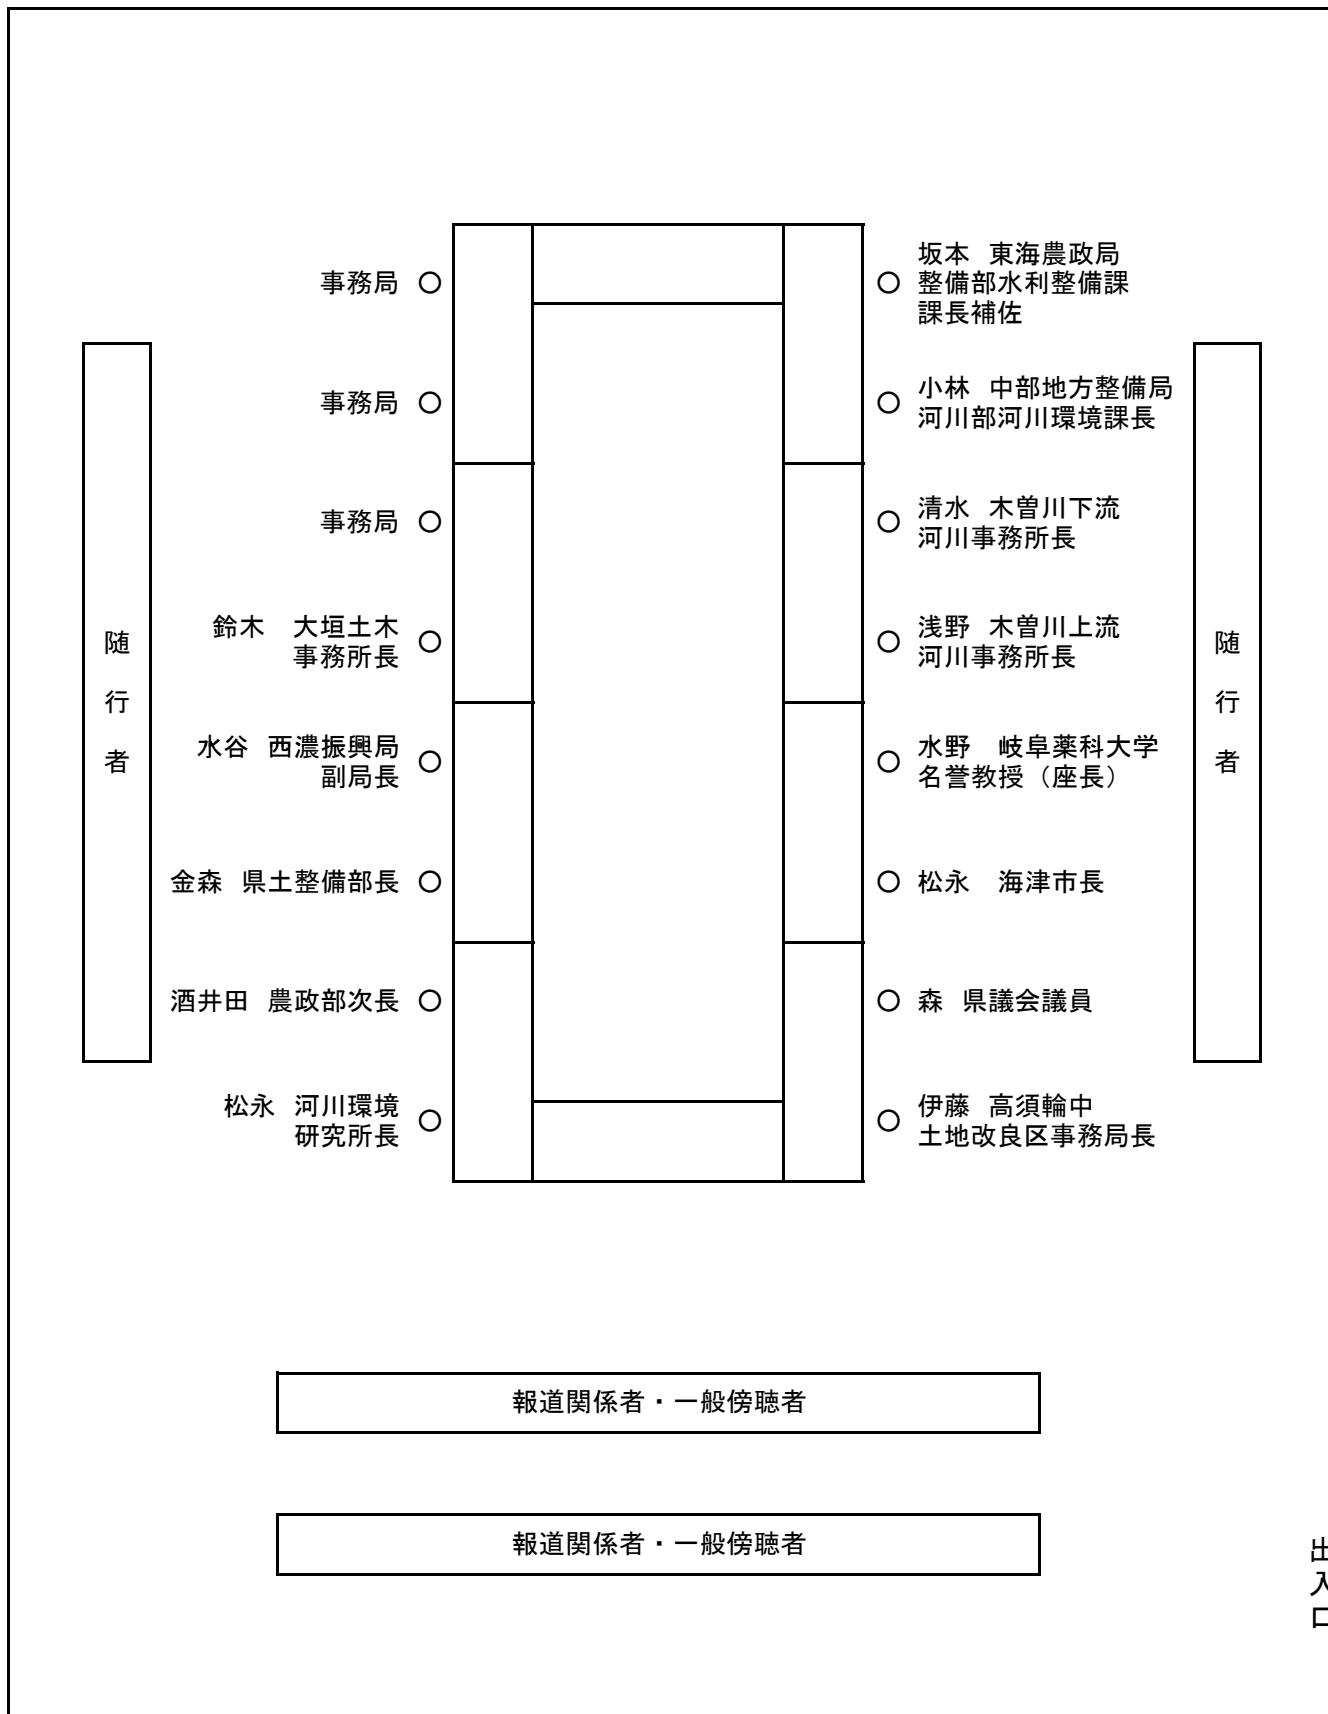 事務局
事務局
事務局
鈴木　大垣土木
事務所長
水谷 西濃振興局
副局長
金森 県土整備部長
酒井田 農政部次長
松永 河川環境
研究所長
坂本 東海農政局
整備部水利整備課
課長補佐
小林 中部地方整備局
河川部河川環境課長
清水 木曽川下流
河川事務所長
浅野 木曽川上流
河川事務所長
水野　岐阜薬科大学
名誉教授（座長）
松永　海津市長
森 県議会議員
伊藤 高須輪中
土地改良区事務局長
随行者
随行者
報道関係者・一般傍聴者
報道関係者・一般傍聴者
出入口